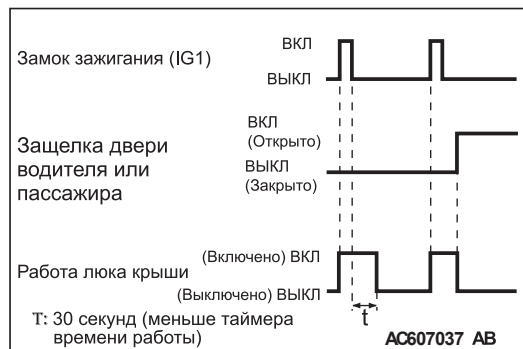 Замок зажигания (IG1)
ВКЛ
ВЫКЛ
Защелка двери
водителя или
пассажира
ВКЛ
(Открыто)
ВЫКЛ
(Закрыто)
Работа люка крыши
(Включено) ВКЛ
(Выключено) ВЫКЛ
t
T: 30 секунд (меньше таймера
времени работы)
AC607037 AB